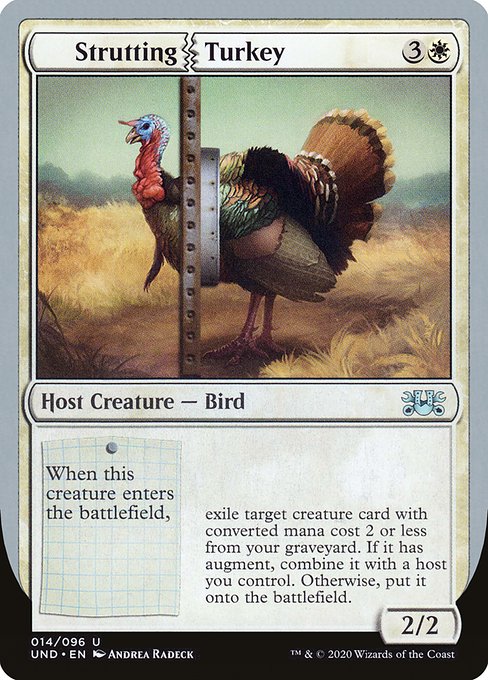 Strutting Turkey 3
Host Creature — Bird
When this
creature enters
the battlefield,
exile target creature card with
converted mana cost 2 or less
from your graveyard. If it has
augment, combine it with a host
you control. Otherwise, put it
onto the battlefield.
2/2
014/096 U
UND • EN Andrea Radeck
™ & © 2020 Wizards of the Coast